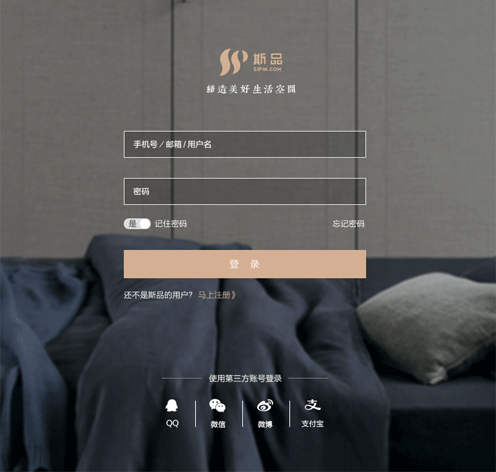 斯品
SIPIN.COM
缔造美好生活空间
手机号 / 邮箱 / 用户名
密码
是 记住密码 忘记密码
登 录
还不是斯品的用户? 马上注册 》
使用第三方账号登录
QQ 微信 微博 支付宝